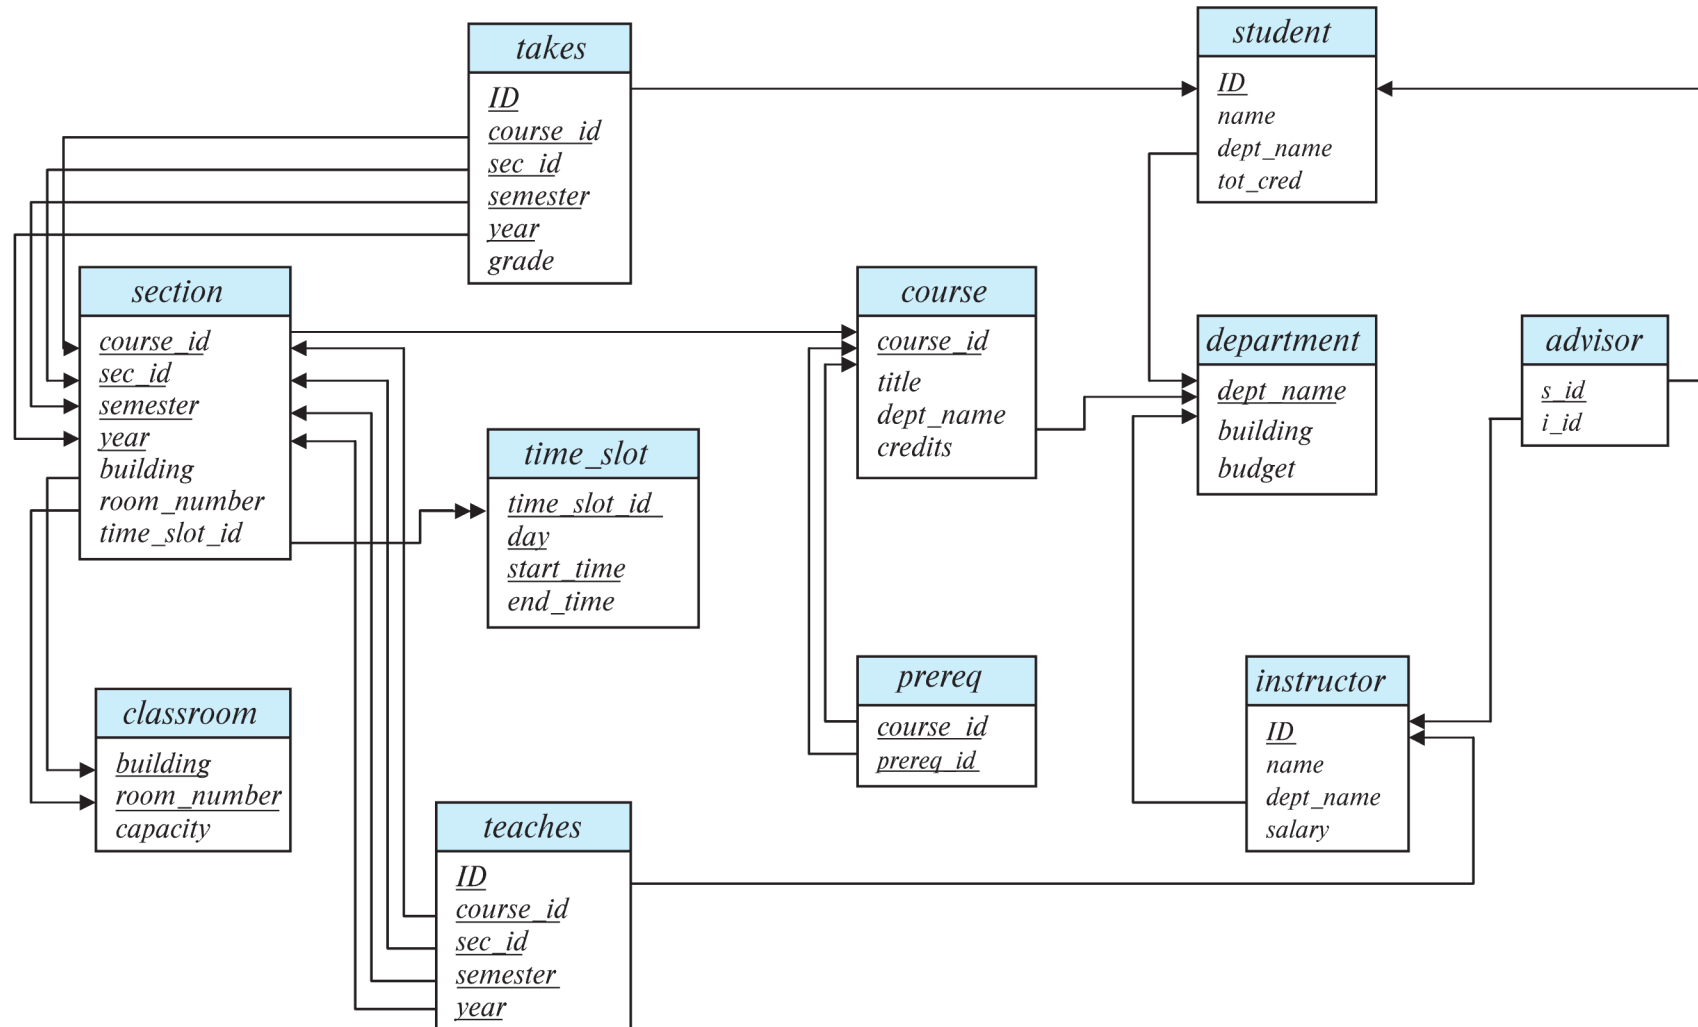 takes
ID
course_id
sec_id
semester
year
grade
student
ID
name
dept_name
tot_cred
section
course_id
sec_id
semester
year
building
room_number
time_slot_id
course
course_id
title
dept_name
credits
department
dept_name
building
budget
advisor
s_id
i_id
time_slot
time_slot_id
day
start_time
end_time
prereq
course_id
prereq_id
instructor
ID
name
dept_name
salary
classroom
building
room_number
capacity
teaches
ID
course_id
sec_id
semester
year